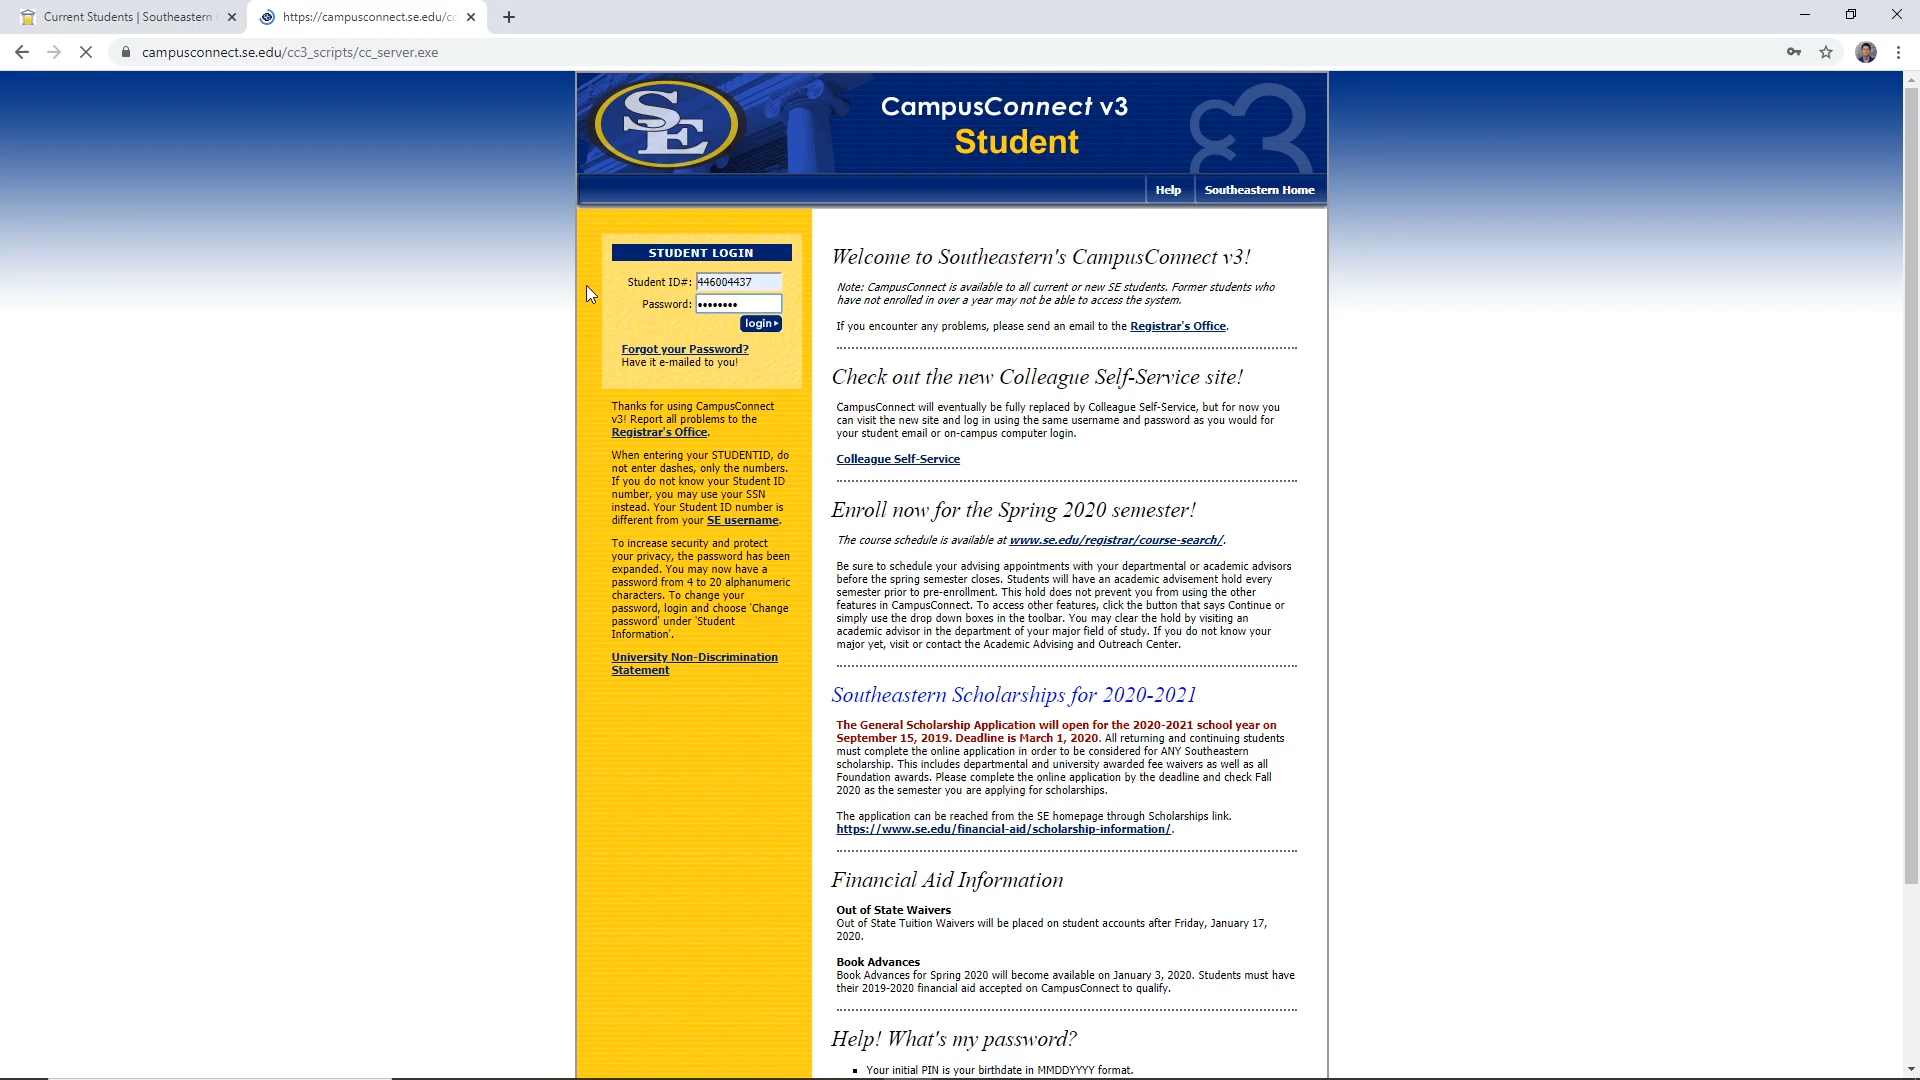 Current Students | Southeastern
https://campusconnect.se.edu/cc
campusconnect.se.edu/cc3_scripts/cc_server.exe
SE
CampusConnect v3
Student
Help
Southeastern Home
STUDENT LOGIN
Student ID#: 446004437
Password: ••••••••
login
Forgot your Password?
Have it e-mailed to you!
Thanks for using CampusConnect
v3! Report all problems to the
Registrar's Office.
When entering your STUDENTID, do
not enter dashes, only the numbers.
If you do not know your Student ID
number, you may use your SSN
instead. Your Student ID number is
different from your SE username.
To increase security and protect
your privacy, the password has been
expanded. You may now have a
password from 4 to 20 alphanumeric
characters. To change your
password, login and choose 'Change
password' under 'Student
Information'.
University Non-Discrimination
Statement
Welcome to Southeastern's CampusConnect v3!
Note: CampusConnect is available to all current or new SE students. Former students who
have not enrolled in over a year may not be able to access the system.
If you encounter any problems, please send an email to the Registrar's Office.
Check out the new Colleague Self-Service site!
CampusConnect will eventually be fully replaced by Colleague Self-Service, but for now you
can visit the new site and log in using the same username and password as you would for
your student email or on-campus computer login.
Colleague Self-Service
Enroll now for the Spring 2020 semester!
The course schedule is available at www.se.edu/registrar/course-search/.
Be sure to schedule your advising appointments with your departmental or academic advisors
before the spring semester closes. Students will have an academic advisement hold every
semester prior to pre-enrollment. This hold does not prevent you from using the other
features in CampusConnect. To access other features, click the button that says Continue or
simply use the drop down boxes in the toolbar. You may clear the hold by visiting an
academic advisor in the department of your major field of study. If you do not know your
major yet, visit or contact the Academic Advising and Outreach Center.
Southeastern Scholarships for 2020-2021
The General Scholarship Application will open for the 2020-2021 school year on
September 15, 2019. Deadline is March 1, 2020. All returning and continuing students
must complete the online application in order to be considered for ANY Southeastern
scholarship. This includes departmental and university awarded fee waivers as well as all
Foundation awards. Please complete the online application by the deadline and check Fall
2020 as the semester you are applying for scholarships.
The application can be reached from the SE homepage through Scholarships link.
https://www.se.edu/financial-aid/scholarship-information/.
Financial Aid Information
Out of State Waivers
Out of State Tuition Waivers will be placed on student accounts after Friday, January 17,
2020.
Book Advances
Book Advances for Spring 2020 will become available on January 3, 2020. Students must have
their 2019-2020 financial aid accepted on CampusConnect to qualify.
Help! What's my password?
▪ Your initial PIN is your birthdate in MMDDYYYY format.